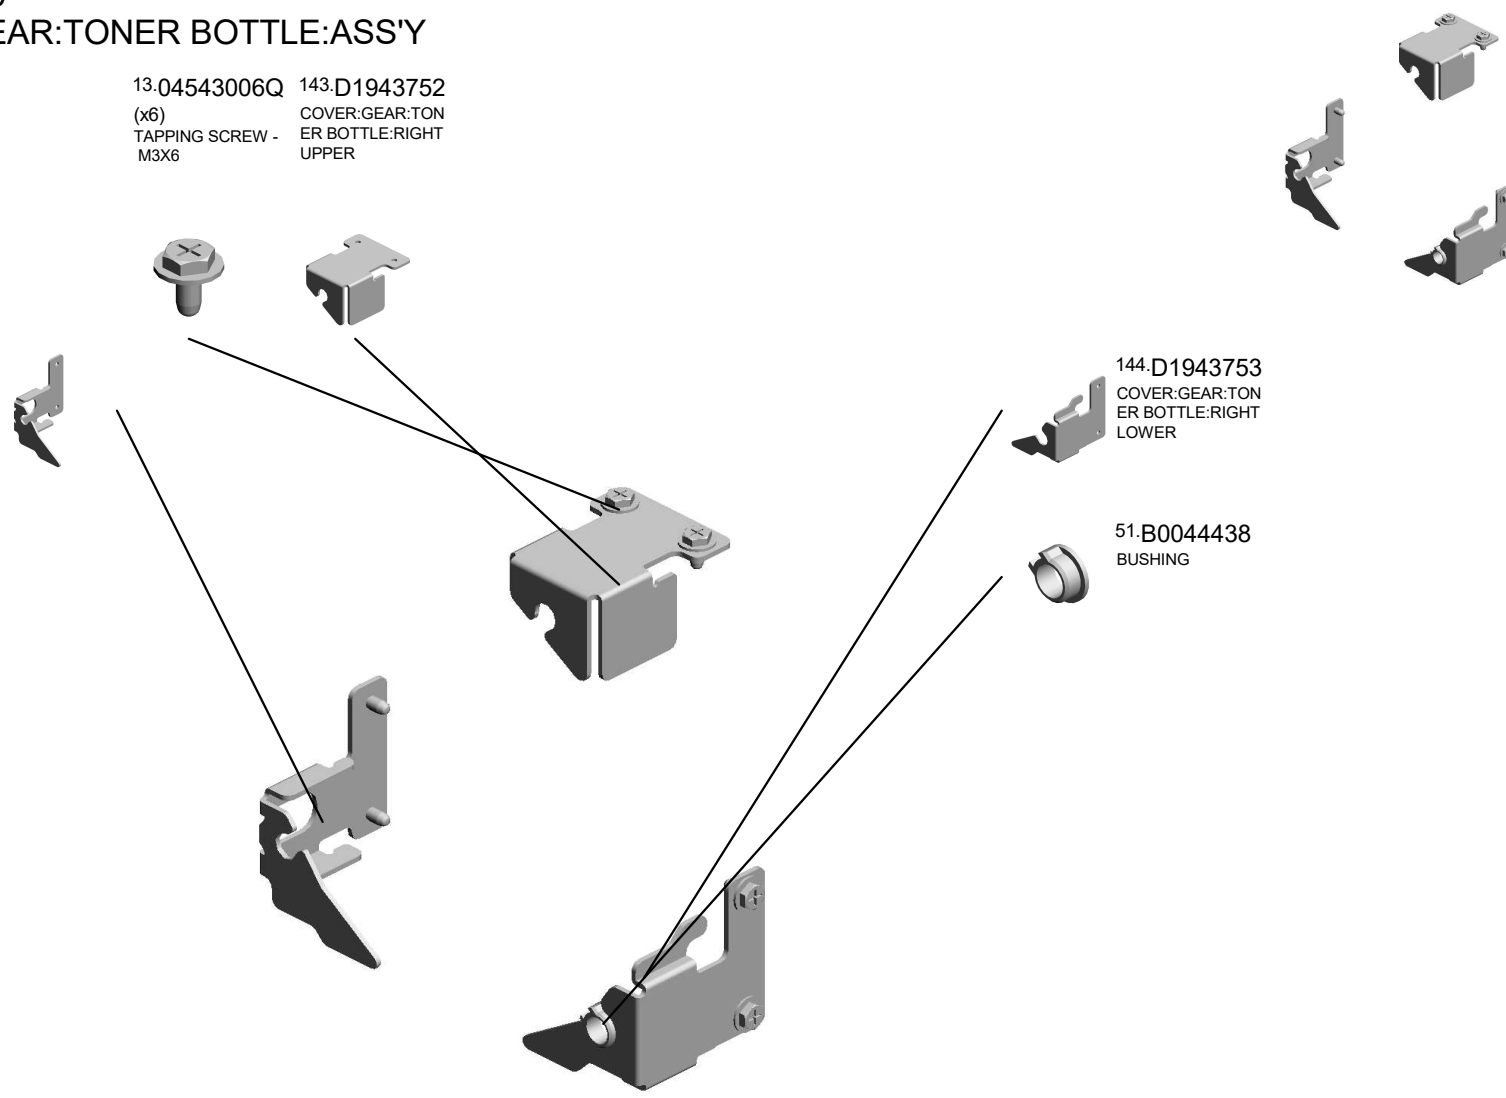 EAR:TONER BOTTLE:ASS'Y
13.04543006Q
(x6)
TAPPING SCREW -
M3X6
143.D1943752
COVER:GEAR:TON
ER BOTTLE:RIGHT
UPPER
144.D1943753
COVER:GEAR:TON
ER BOTTLE:RIGHT
LOWER
51.B0044438
BUSHING